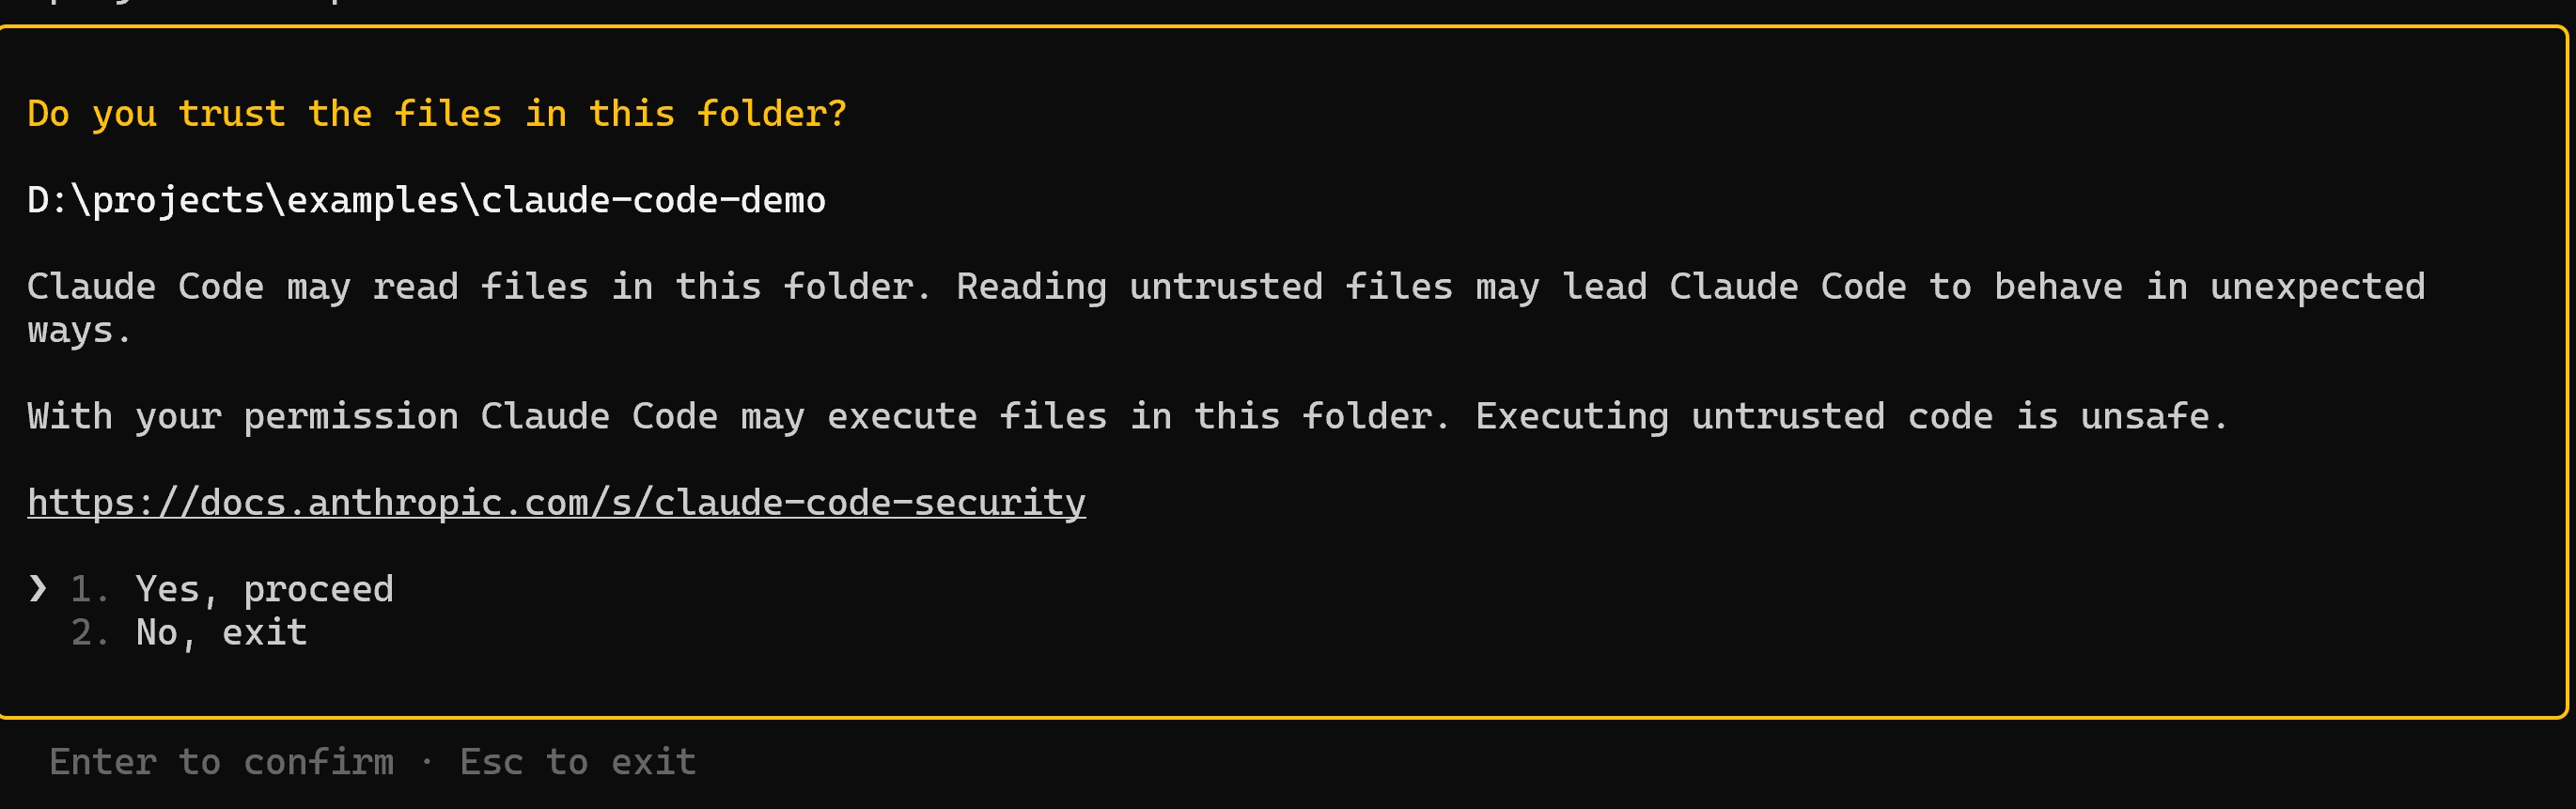 Do you trust the files in this folder?
D:\projects\examples\claude-code-demo
Claude Code may read files in this folder. Reading untrusted files may lead Claude Code to behave in unexpected
ways.
With your permission Claude Code may execute files in this folder. Executing untrusted code is unsafe.
https://docs.anthropic.com/s/claude-code-security
❯ 1. Yes, proceed
2. No, exit
Enter to confirm · Esc to exit